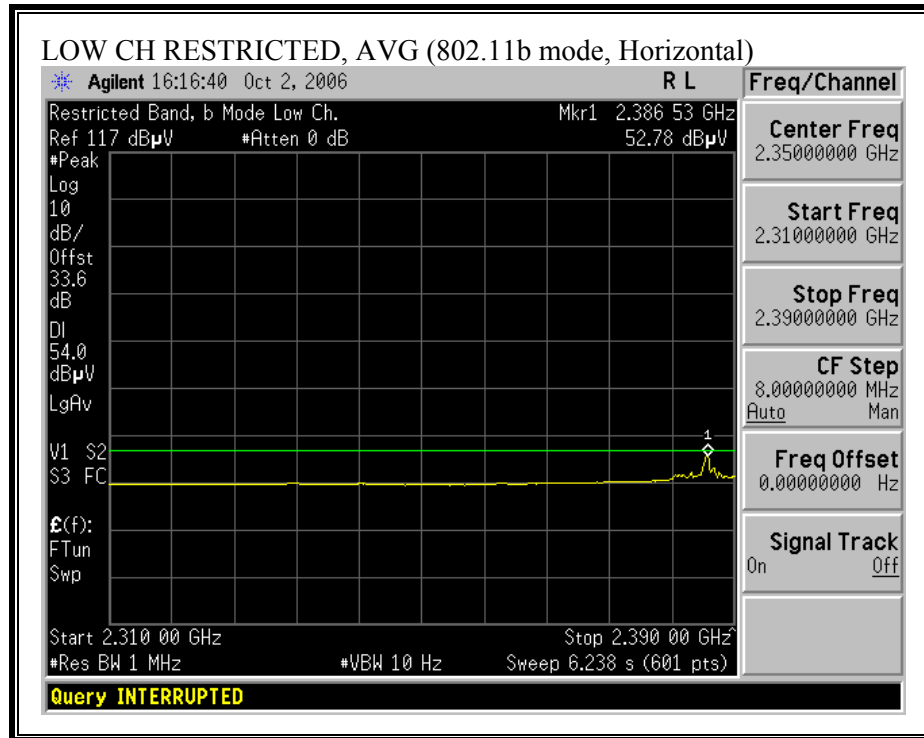 LOW CH RESTRICTED, AVG (802.11b mode, Horizontal)
Agilent 16:16:40 Oct 2, 2006 R L
Restricted Band, b Mode Low Ch. Mkr1 2.386 53 GHz
Ref 117 dBµV #Atten 0 dB 52.78 dBµV
#Peak
Log
10
dB/
Offst
33.6
dB
DI
54.0
dBµV
LgAv
1
V1 S2
S3 FC
£(f):
FTun
Swp
Start 2.310 00 GHz Stop 2.390 00 GHz^
#Res BW 1 MHz #VBW 10 Hz Sweep 6.238 s (601 pts)
Query INTERRUPTED
Freq/Channel
Center Freq
2.35000000 GHz
Start Freq
2.31000000 GHz
Stop Freq
2.39000000 GHz
CF Step
8.00000000 MHz
Auto Man
Freq Offset
0.00000000 Hz
Signal Track
On Off